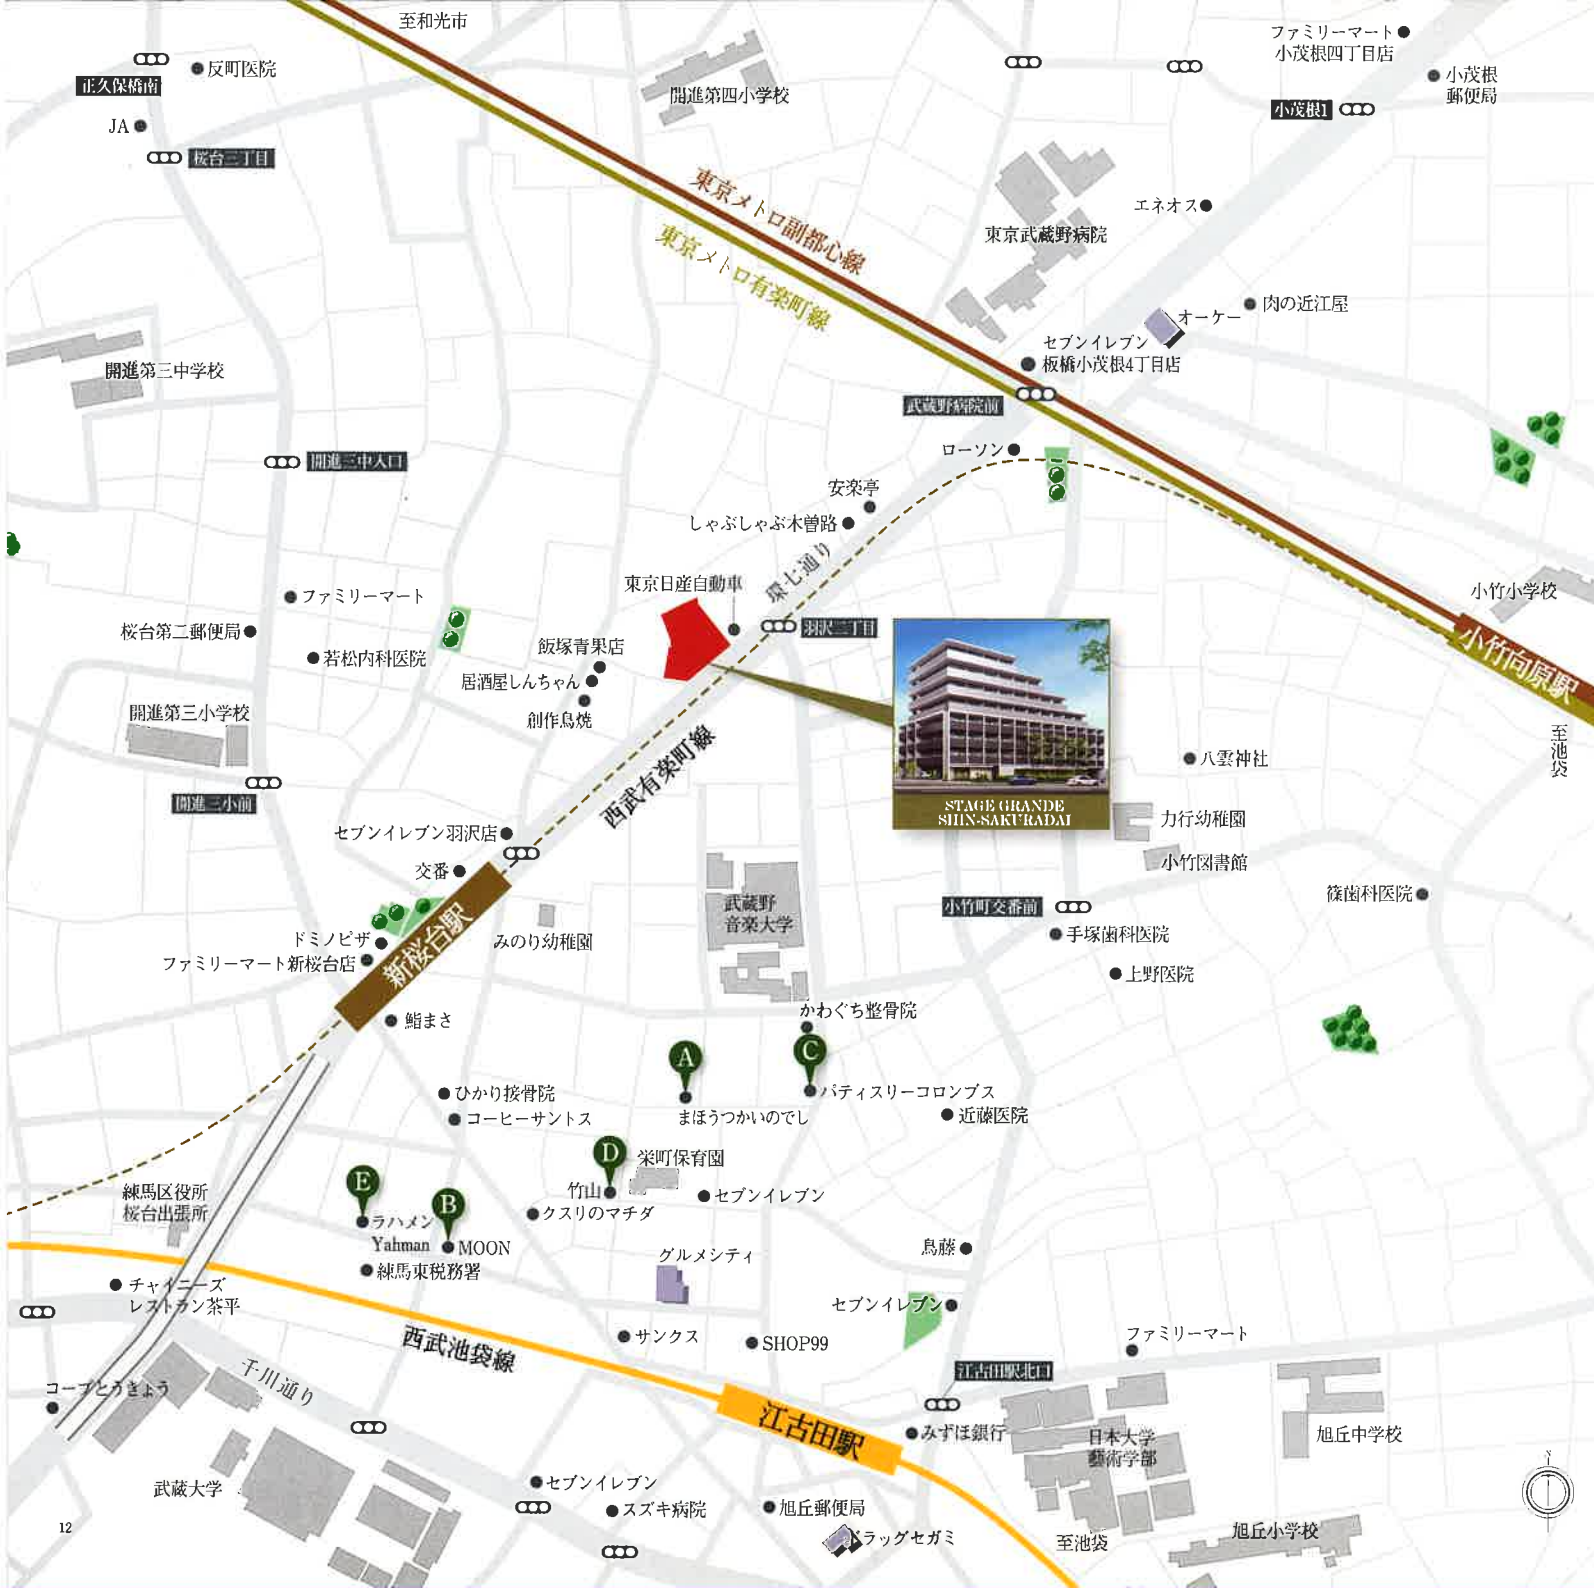 至和光市
ファミリーマート
小茂根四丁目店
反町医院
正久保橋南
小茂根
郵便局
開進第四小学校
小茂根1
JA
桜台三丁目
東京メトロ副都心線
東京メトロ有楽町線
エネオス
東京武蔵野病院
肉の近江屋
オーケー
セブンイレブン
板橋小茂根4丁目店
開進第三中学校
武蔵野病院前
ローソン
開進三中入口
安楽亭
しゃぶしゃぶ木曽路
環七通り
東京日産自動車
小竹小学校
ファミリーマート
桜台第二郵便局
羽沢二丁目
若松内科医院
飯塚青果店
居酒屋しんちゃん
創作鳥焼
小竹向原駅
開進第三小学校
西武有楽町線
至池袋
八雲神社
開進三小前
STAGE GRANDE
SHIN-SAKURADAI
力行幼稚園
セブンイレブン羽沢店
小竹図書館
交番
武蔵野
音楽大学
小竹町交番前
篠歯科医院
新桜台駅
ドミノピザ
みのり幼稚園
手塚歯科医院
ファミリーマート新桜台店
上野医院
かわぐち整骨院
鮨まさ
A
C
ひかり接骨院
パティスリーコロンブス
コーヒーサントス
まほうつかいのでし
近藤医院
D
栄町保育園
E
竹山
セブンイレブン
練馬区役所
桜台出張所
B
クスリのマチダ
ラハメン
Yahman
MOON
鳥藤
グルメシティ
練馬東税務署
チャイニーズ
レストラン茶平
セブンイレブン
サンクス
SHOP99
ファミリーマート
西武池袋線
千川通り
江古田駅北口
コープとうきょう
江古田駅
みずほ銀行
日本大学
藝術学部
旭丘中学校
N
武蔵大学
セブンイレブン
スズキ病院
旭丘郵便局
ドラッグセガミ
至池袋
旭丘小学校
12